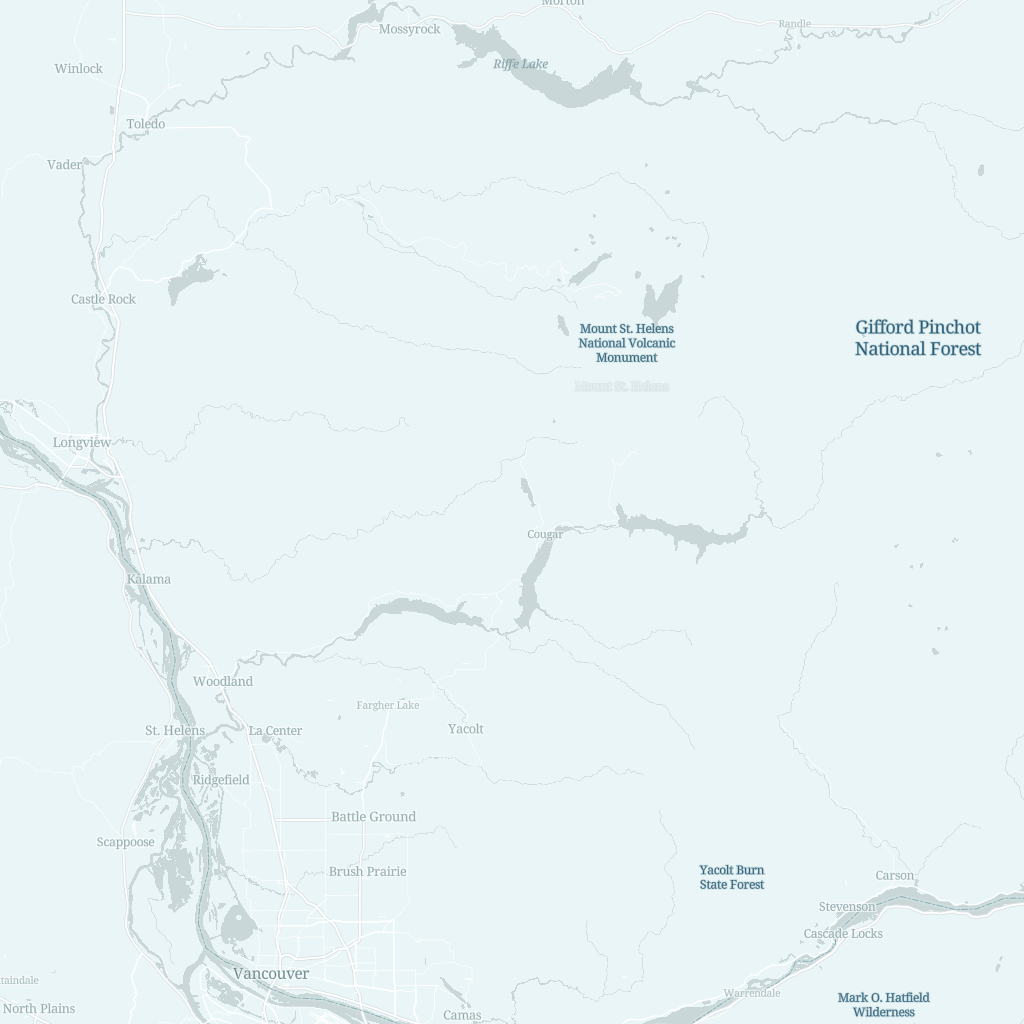 Morton
Mossyrock
Randle
Riffe Lake
Winlock
Toledo
Vader
Castle Rock
Mount St. Helens
National Volcanic
Monument
Gifford Pinchot
National Forest
Mount St. Helens
Longview
Cougar
Kalama
Woodland
Fargher Lake
St. Helens
La Center
Yacolt
Ridgefield
Battle Ground
Scappoose
Brush Prairie
Yacolt Burn
State Forest
Carson
Stevenson
Cascade Locks
Vancouver
taindale
Warrendale
Mark O. Hatfield
Wilderness
North Plains
Camas